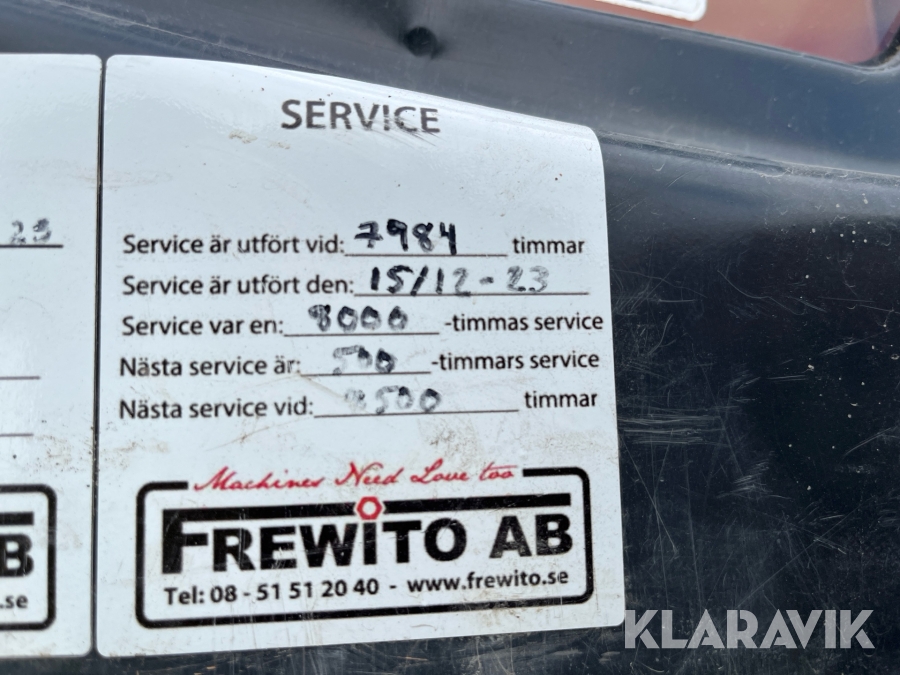 SERVICE
23
Service är utfört vid: 7984 timmar
Service är utfört den: 15/12-23
Service var en: 8000 -timmas service
Nästa service är: 500 -timmars service
Nästa service vid: 8500 timmar
Machines Need Love too
FREWITO AB
Tel: 08 - 51 51 20 40 - www.frewito.se
B
.se
KLARAVIK